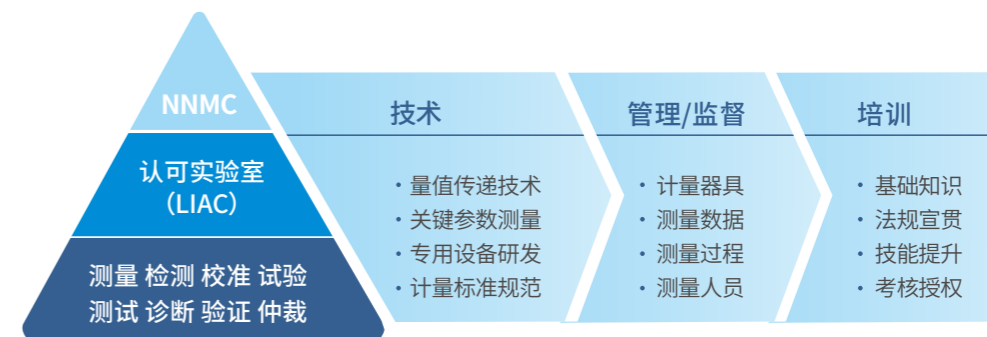 NNMC
认可实验室
（LIAC）
测量 检测 校准 试验
测试 诊断 验证 仲裁
技术
·量值传递技术
·关键参数测量
·专用设备研发
·计量标准规范
管理/监督
·计量器具
·测量数据
·测量过程
·测量人员
培训
·基础知识
·法规宣贯
·技能提升
·考核授权